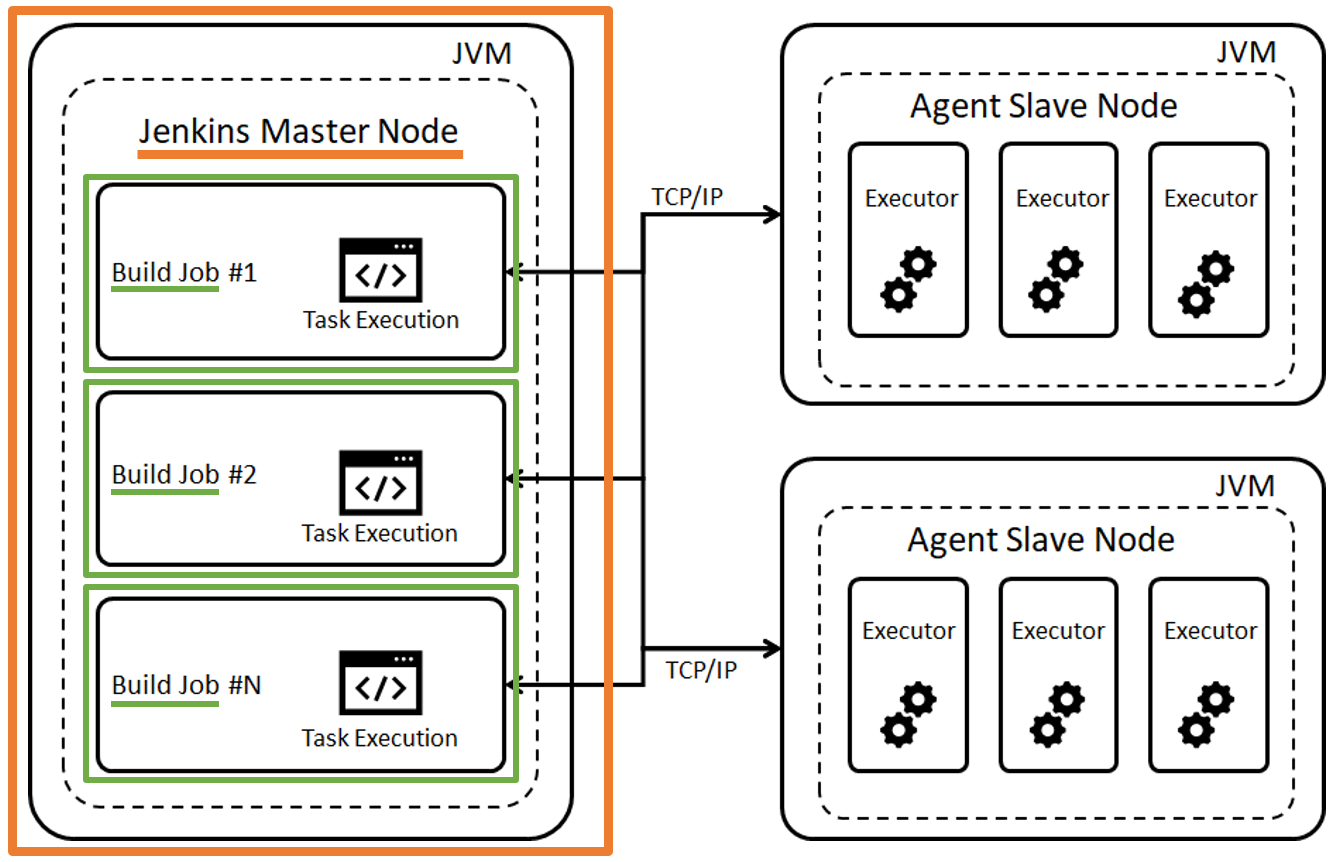 JVM
Jenkins Master Node
Build Job #1
</>
Task Execution
Build Job #2
</>
Task Execution
Build Job #N
</>
Task Execution
TCP/IP
TCP/IP
JVM
Agent Slave Node
Executor
Executor
Executor
JVM
Agent Slave Node
Executor
Executor
Executor